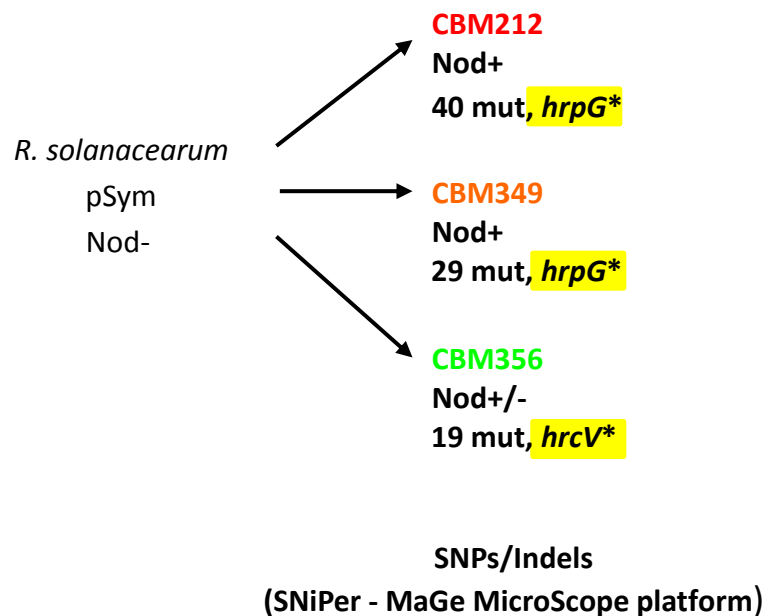 R. solanacearum
pSym
Nod-
CBM212
Nod+
40 mut, hrpG*
CBM349
Nod+
29 mut, hrpG*
CBM356
Nod+/-
19 mut, hrcV*
SNPs/Indels
(SNiPer - MaGe MicroScope platform)